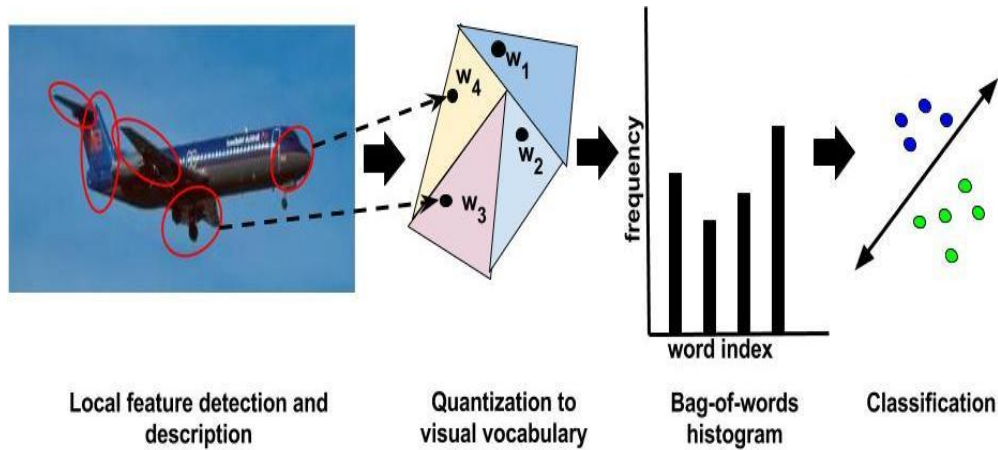 w1
w4
w2
w3
frequency
word index
Local feature detection and
description
Quantization to
visual vocabulary
Bag-of-words
histogram
Classification